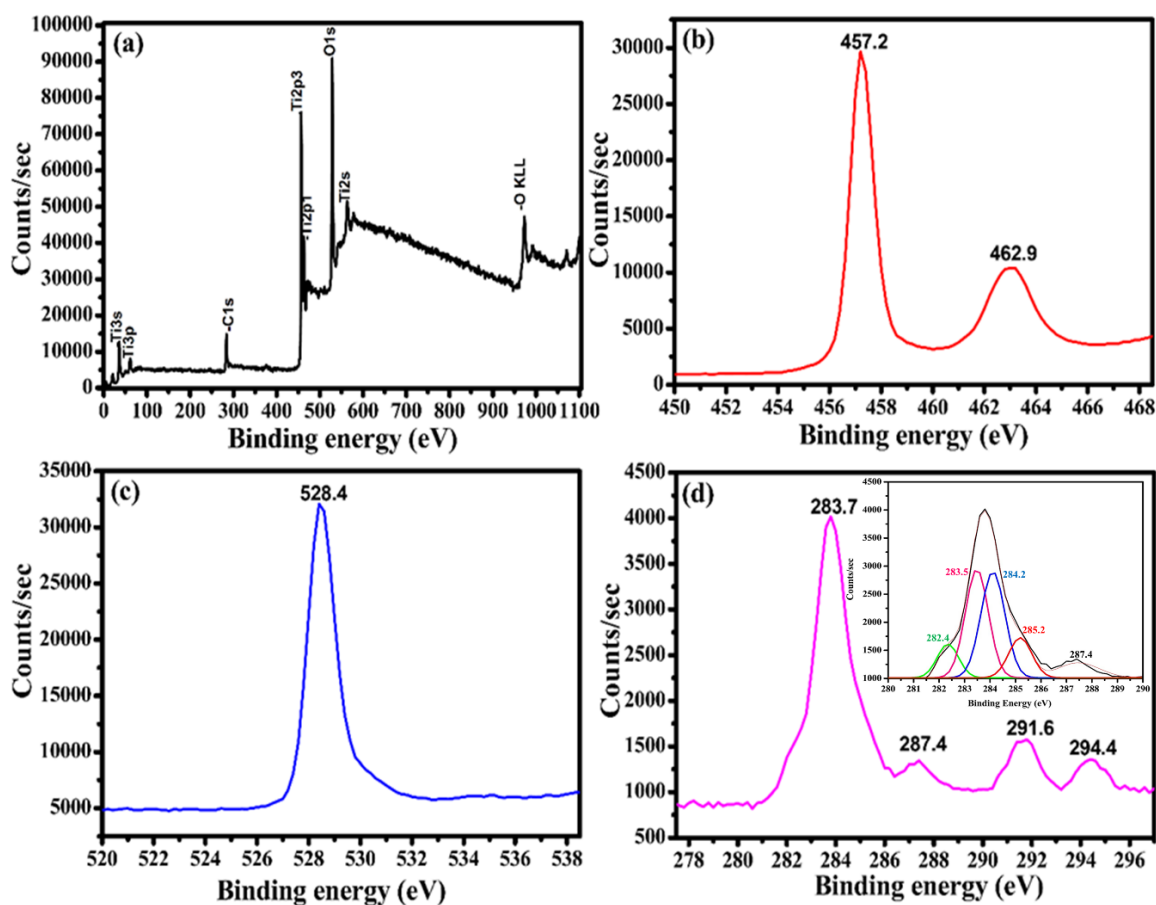 (a)
Counts/sec
100000
90000
80000
70000
60000
50000
40000
30000
20000
10000
0
Ti3s
Ti3p
-C1s
Ti2p3
-Ti2p1
O1s
Ti2s
-O KLL
0 100 200 300 400 500 600 700 800 900 1000 1100
Binding energy (eV)
(b)
Counts/sec
30000
25000
20000
15000
10000
5000
0
457.2
462.9
450 452 454 456 458 460 462 464 466 468
Binding energy (eV)
(c)
Counts/sec
35000
30000
25000
20000
15000
10000
5000
528.4
520 522 524 526 528 530 532 534 536 538
Binding energy (eV)
(d)
Counts/sec
4500
4000
3500
3000
2500
2000
1500
1000
500
283.7
287.4
291.6
294.4
278 280 282 284 286 288 290 292 294 296
Binding energy (eV)
Counts/sec
4500
4000
3500
3000
2500
2000
1500
1000
282.4
283.5
284.2
285.2
287.4
280 281 282 283 284 285 286 287 288 289 290
Binding Energy (eV)